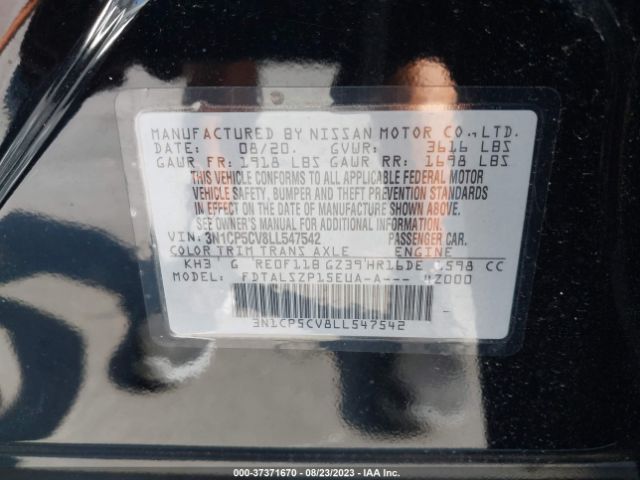 MANUFACTURED BY NISSAN MOTOR CO., LTD.
DATE: 08/20. GVWR: 3616 LBS
GAWR FR: 1918 LBS GAWR RR: 1698 LBS
THIS VEHICLE CONFORMS TO ALL APPLICABLE FEDERAL MOTOR
VEHICLE SAFETY, BUMPER AND THEFT PREVENTION STANDARDS
IN EFFECT ON THE DATE OF MANUFACTURE SHOWN ABOVE.
SEE OWNER'S MANUAL FOR ADDITIONAL INFORMATION
VIN: 3N1CP5CV8LL547542 PASSENGER CAR.
COLOR TRIM TRANS AXLE ENGINE
KH3 G RE0F11B GZ39 HR16DE 1598 CC
MODEL: FDTALSZP15EUA-A---
3N1CP5CV8LL547542
000-37371670 - 08/23/2023 - IAA Inc.